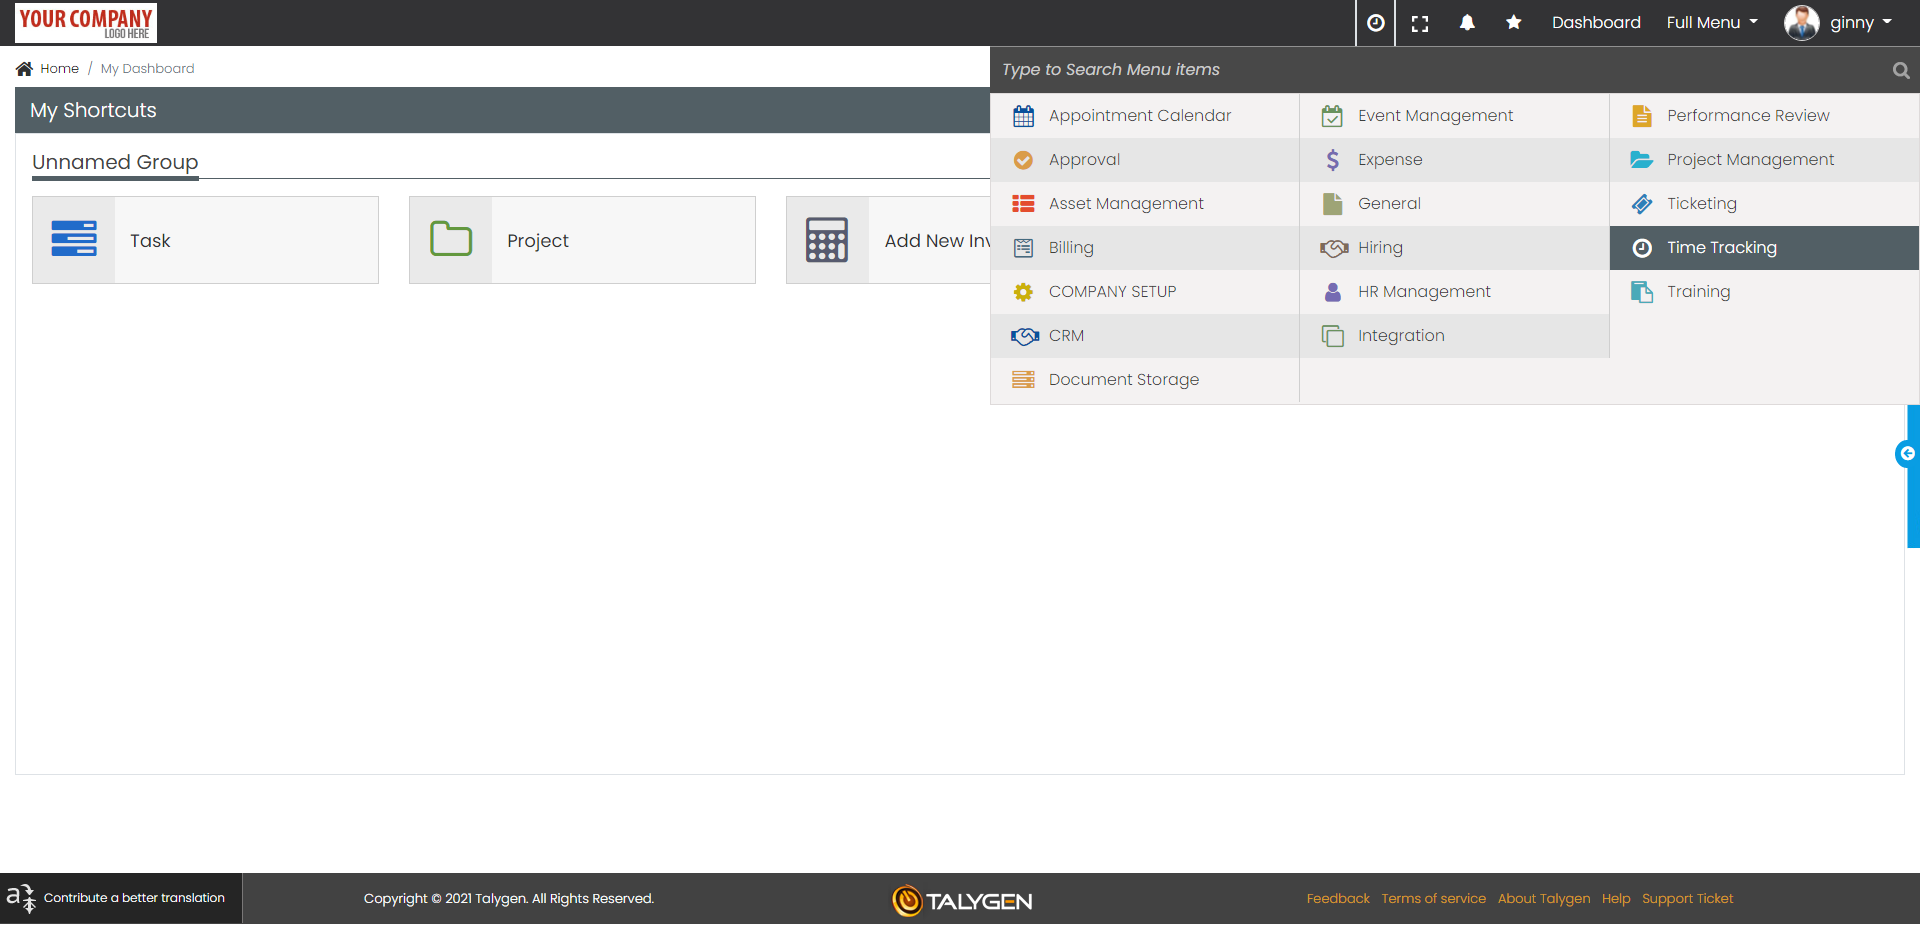 YOUR COMPANY
LOGO HERE
Dashboard
Full Menu
ginny
Home / My Dashboard
Type to Search Menu items
My Shortcuts
Unnamed Group
Task
Project
Add New Inv
Appointment Calendar
Approval
Asset Management
Billing
COMPANY SETUP
CRM
Document Storage
Event Management
Expense
General
Hiring
HR Management
Integration
Performance Review
Project Management
Ticketing
Time Tracking
Training
Contribute a better translation
Copyright © 2021 Talygen. All Rights Reserved.
TALYGEN
Feedback Terms of service About Talygen Help Support Ticket